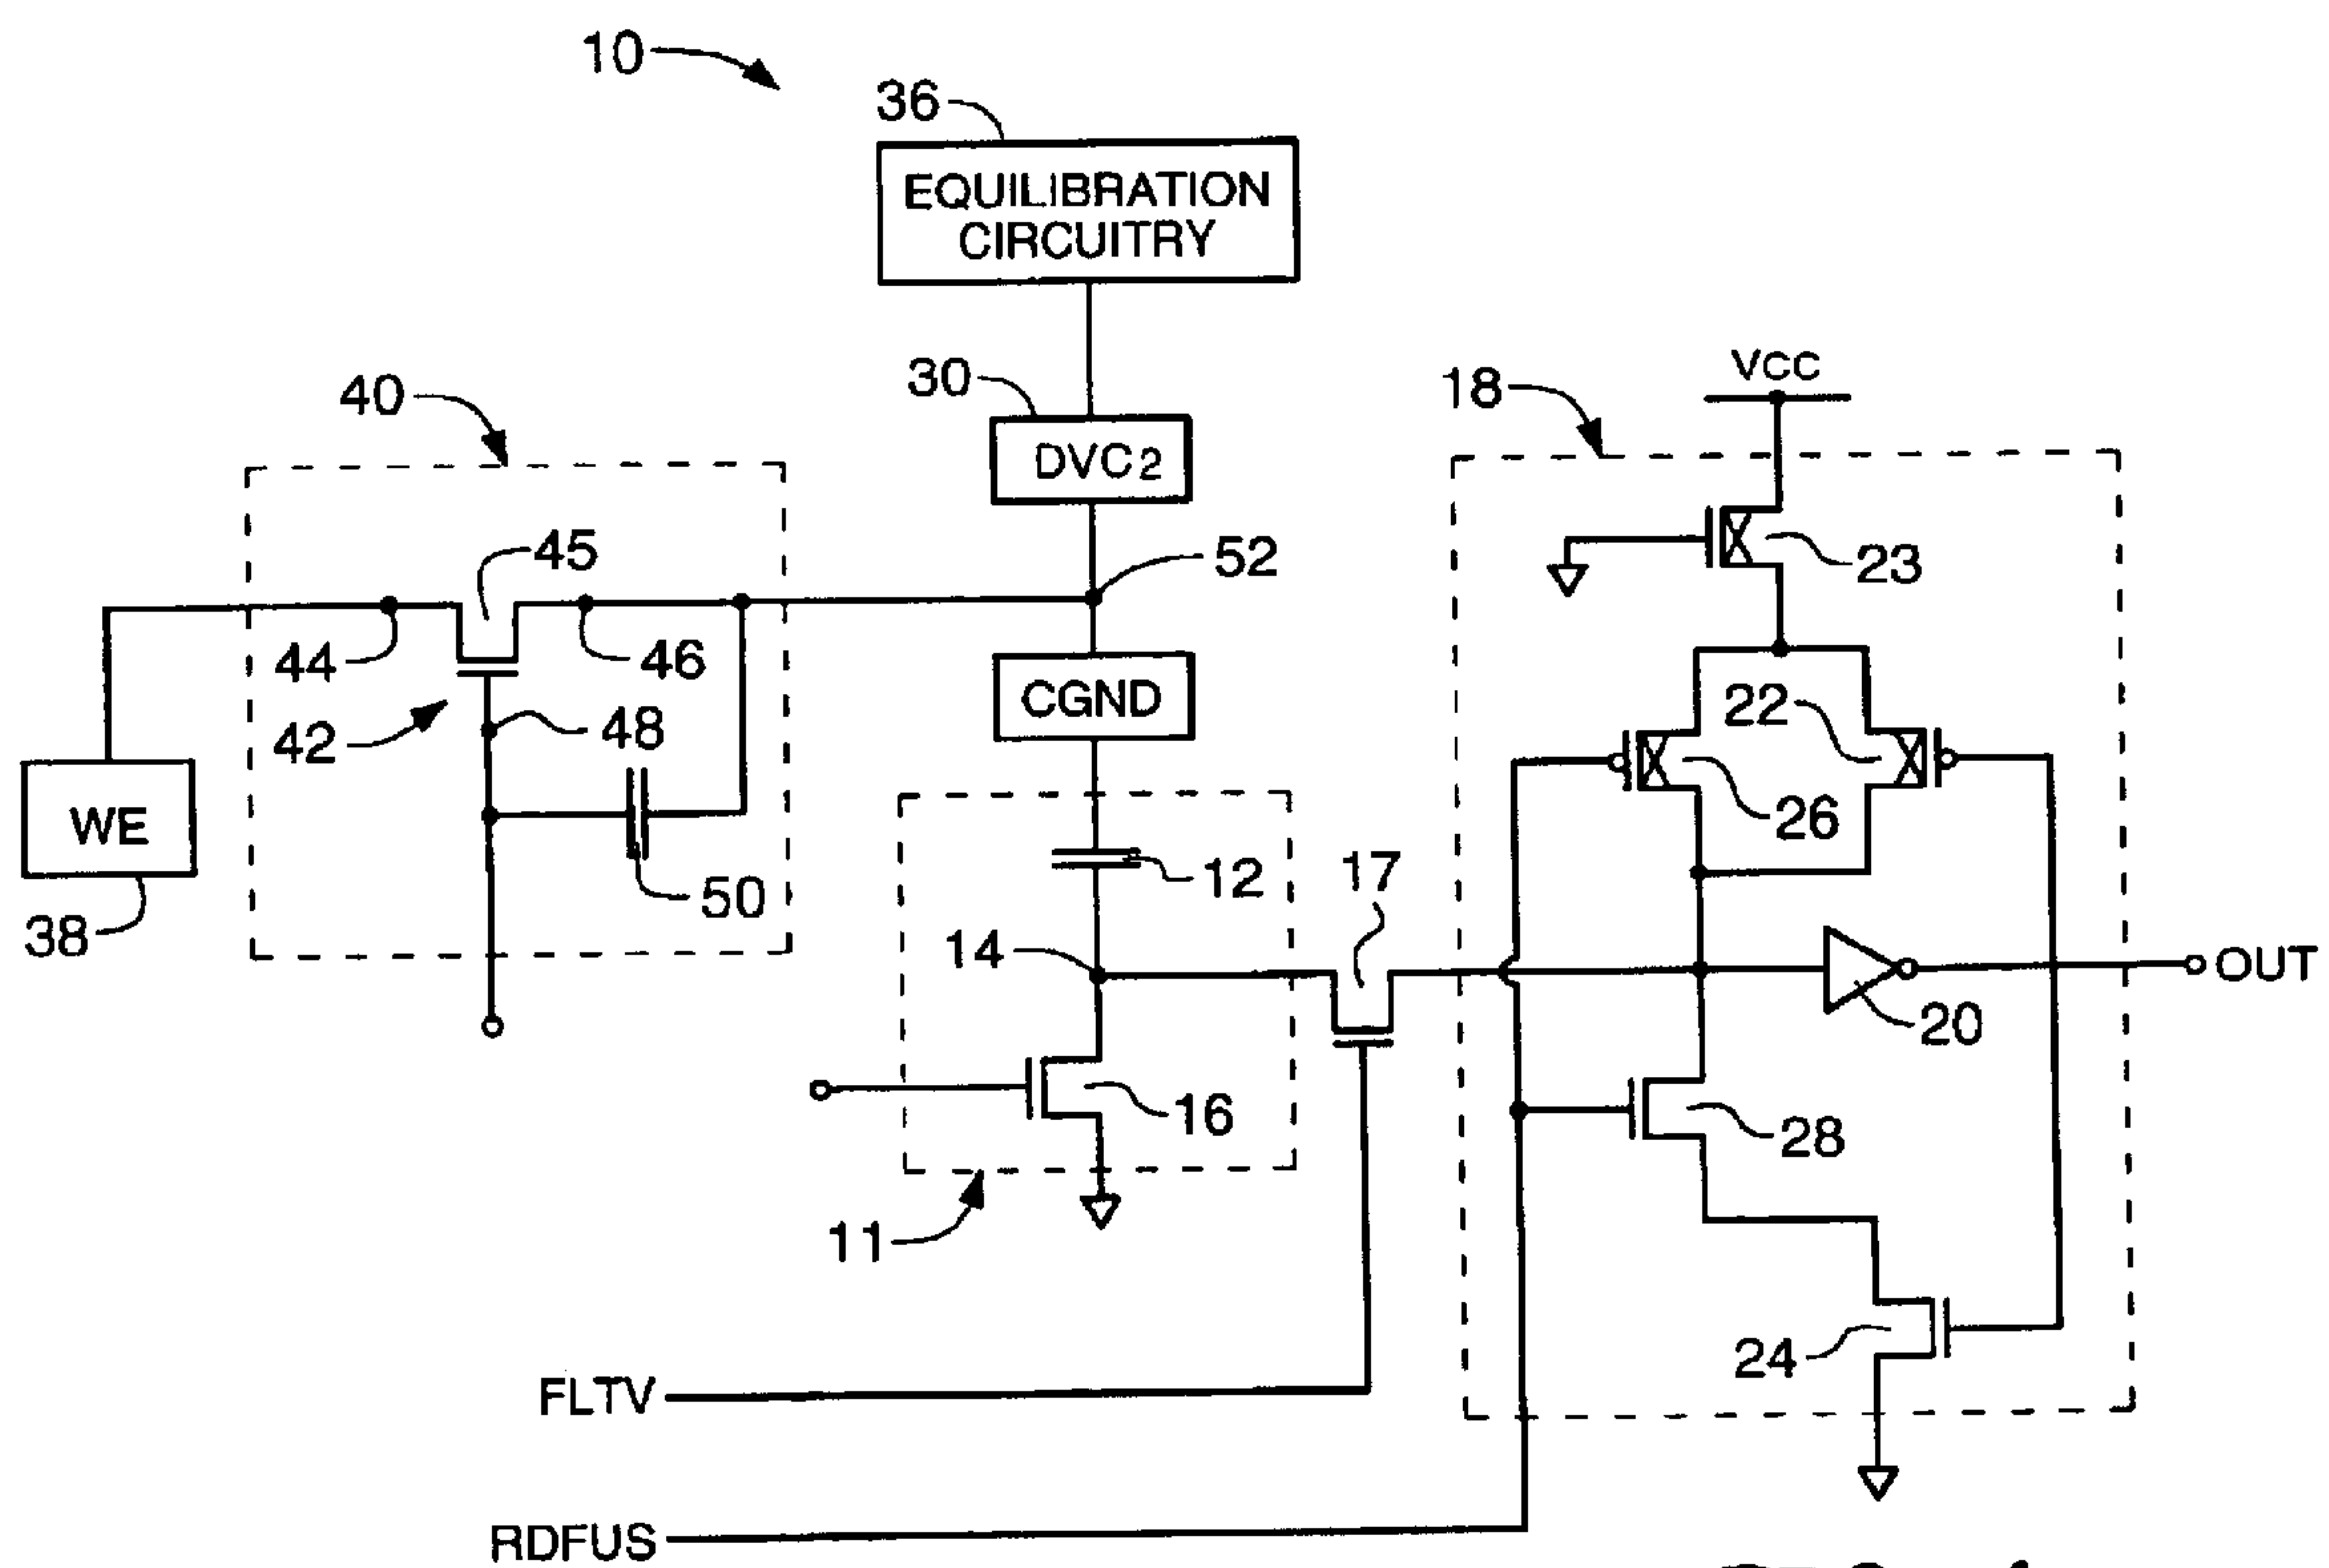 10
36
EQUILIBRATION
CIRCUITRY
30
DVC2
40
18
VCC
45
52
23
44
46
CGND
22
42
48
26
WE
12
17
50
38
14
OUT
20
16
28
11
24
FLTV
RDFUS